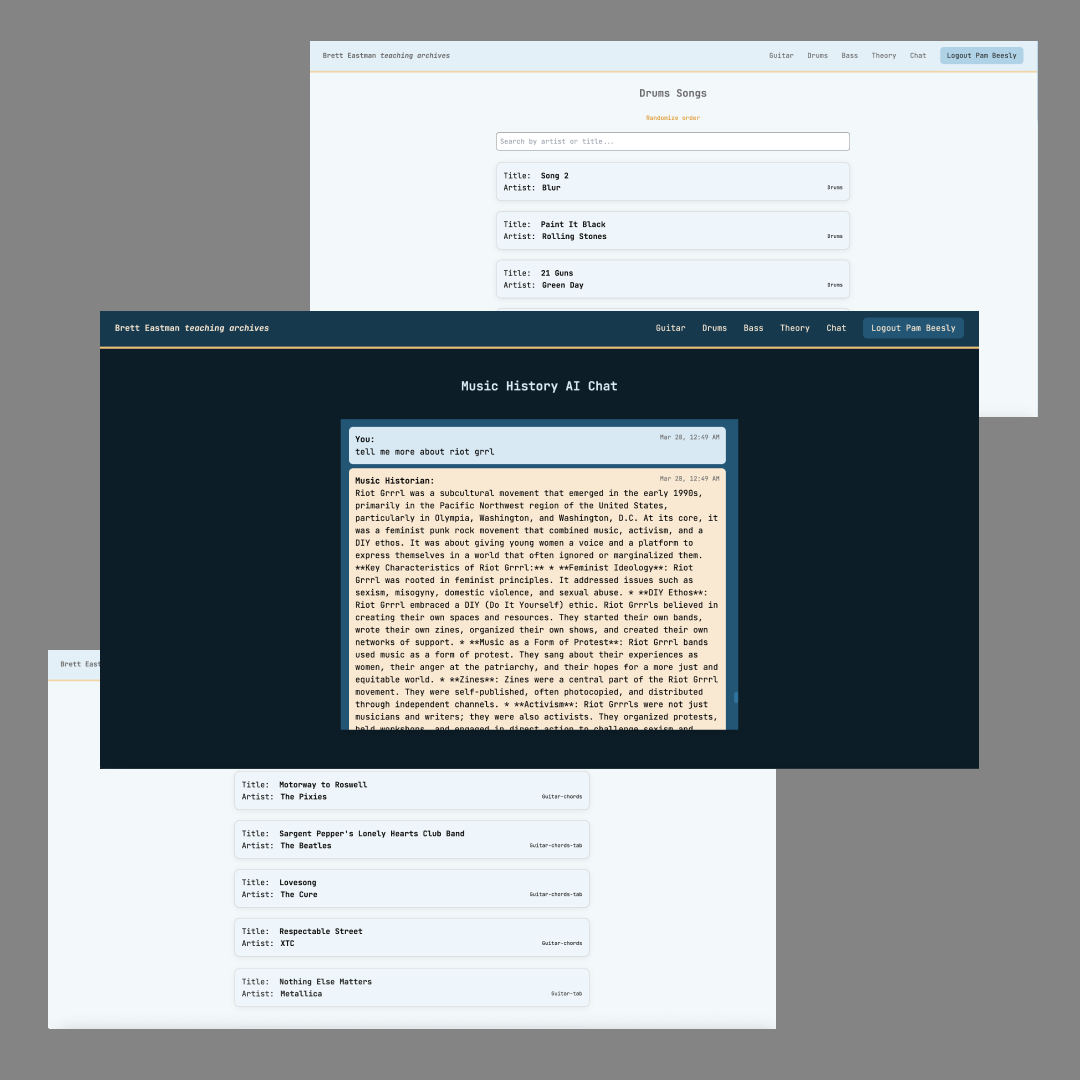 Brett Eastman teaching archives
Guitar Drums Bass Theory Chat Logout Pam Beesly
Drums Songs
Randomize order
Search by artist or title...
Title: Song 2
Artist: Blur
Drums
Title: Paint It Black
Artist: Rolling Stones
Drums
Title: 21 Guns
Artist: Green Day
Drums
Brett Eastman teaching archives
Guitar Drums Bass Theory Chat Logout Pam Beesly
Music History AI Chat
You:
Mar 28, 12:49 AM
tell me more about riot grrl
Music Historian:
Mar 28, 12:49 AM
Riot Grrrl was a subcultural movement that emerged in the early 1990s,
primarily in the Pacific Northwest region of the United States,
particularly in Olympia, Washington, and Washington, D.C. At its core, it
was a feminist punk rock movement that combined music, activism, and a
DIY ethos. It was about giving young women a voice and a platform to
express themselves in a world that often ignored or marginalized them.
**Key Characteristics of Riot Grrrl:** * **Feminist Ideology**: Riot
Grrrl was rooted in feminist principles. It addressed issues such as
sexism, misogyny, domestic violence, and sexual abuse. * **DIY Ethos**:
Riot Grrrl embraced a DIY (Do It Yourself) ethic. Riot Grrrls believed in
creating their own spaces and resources. They started their own bands,
wrote their own zines, organized their own shows, and created their own
networks of support. * **Music as a Form of Protest**: Riot Grrrl bands
used music as a form of protest. They sang about their experiences as
women, their anger at the patriarchy, and their hopes for a more just and
equitable world. * **Zines**: Zines were a central part of the Riot Grrrl
movement. They were self-published, often photocopied, and distributed
through independent channels. * **Activism**: Riot Grrrls were not just
musicians and writers; they were also activists. They organized protests,
held workshops, and engaged in direct action to challenge sexism and
Brett East
Title: Motorway to Roswell
Artist: The Pixies
Guitar-chords
Title: Sargent Pepper's Lonely Hearts Club Band
Artist: The Beatles
Guitar-chords-tab
Title: Lovesong
Artist: The Cure
Guitar-chords-tab
Title: Respectable Street
Artist: XTC
Guitar-chords
Title: Nothing Else Matters
Artist: Metallica
Guitar-tab